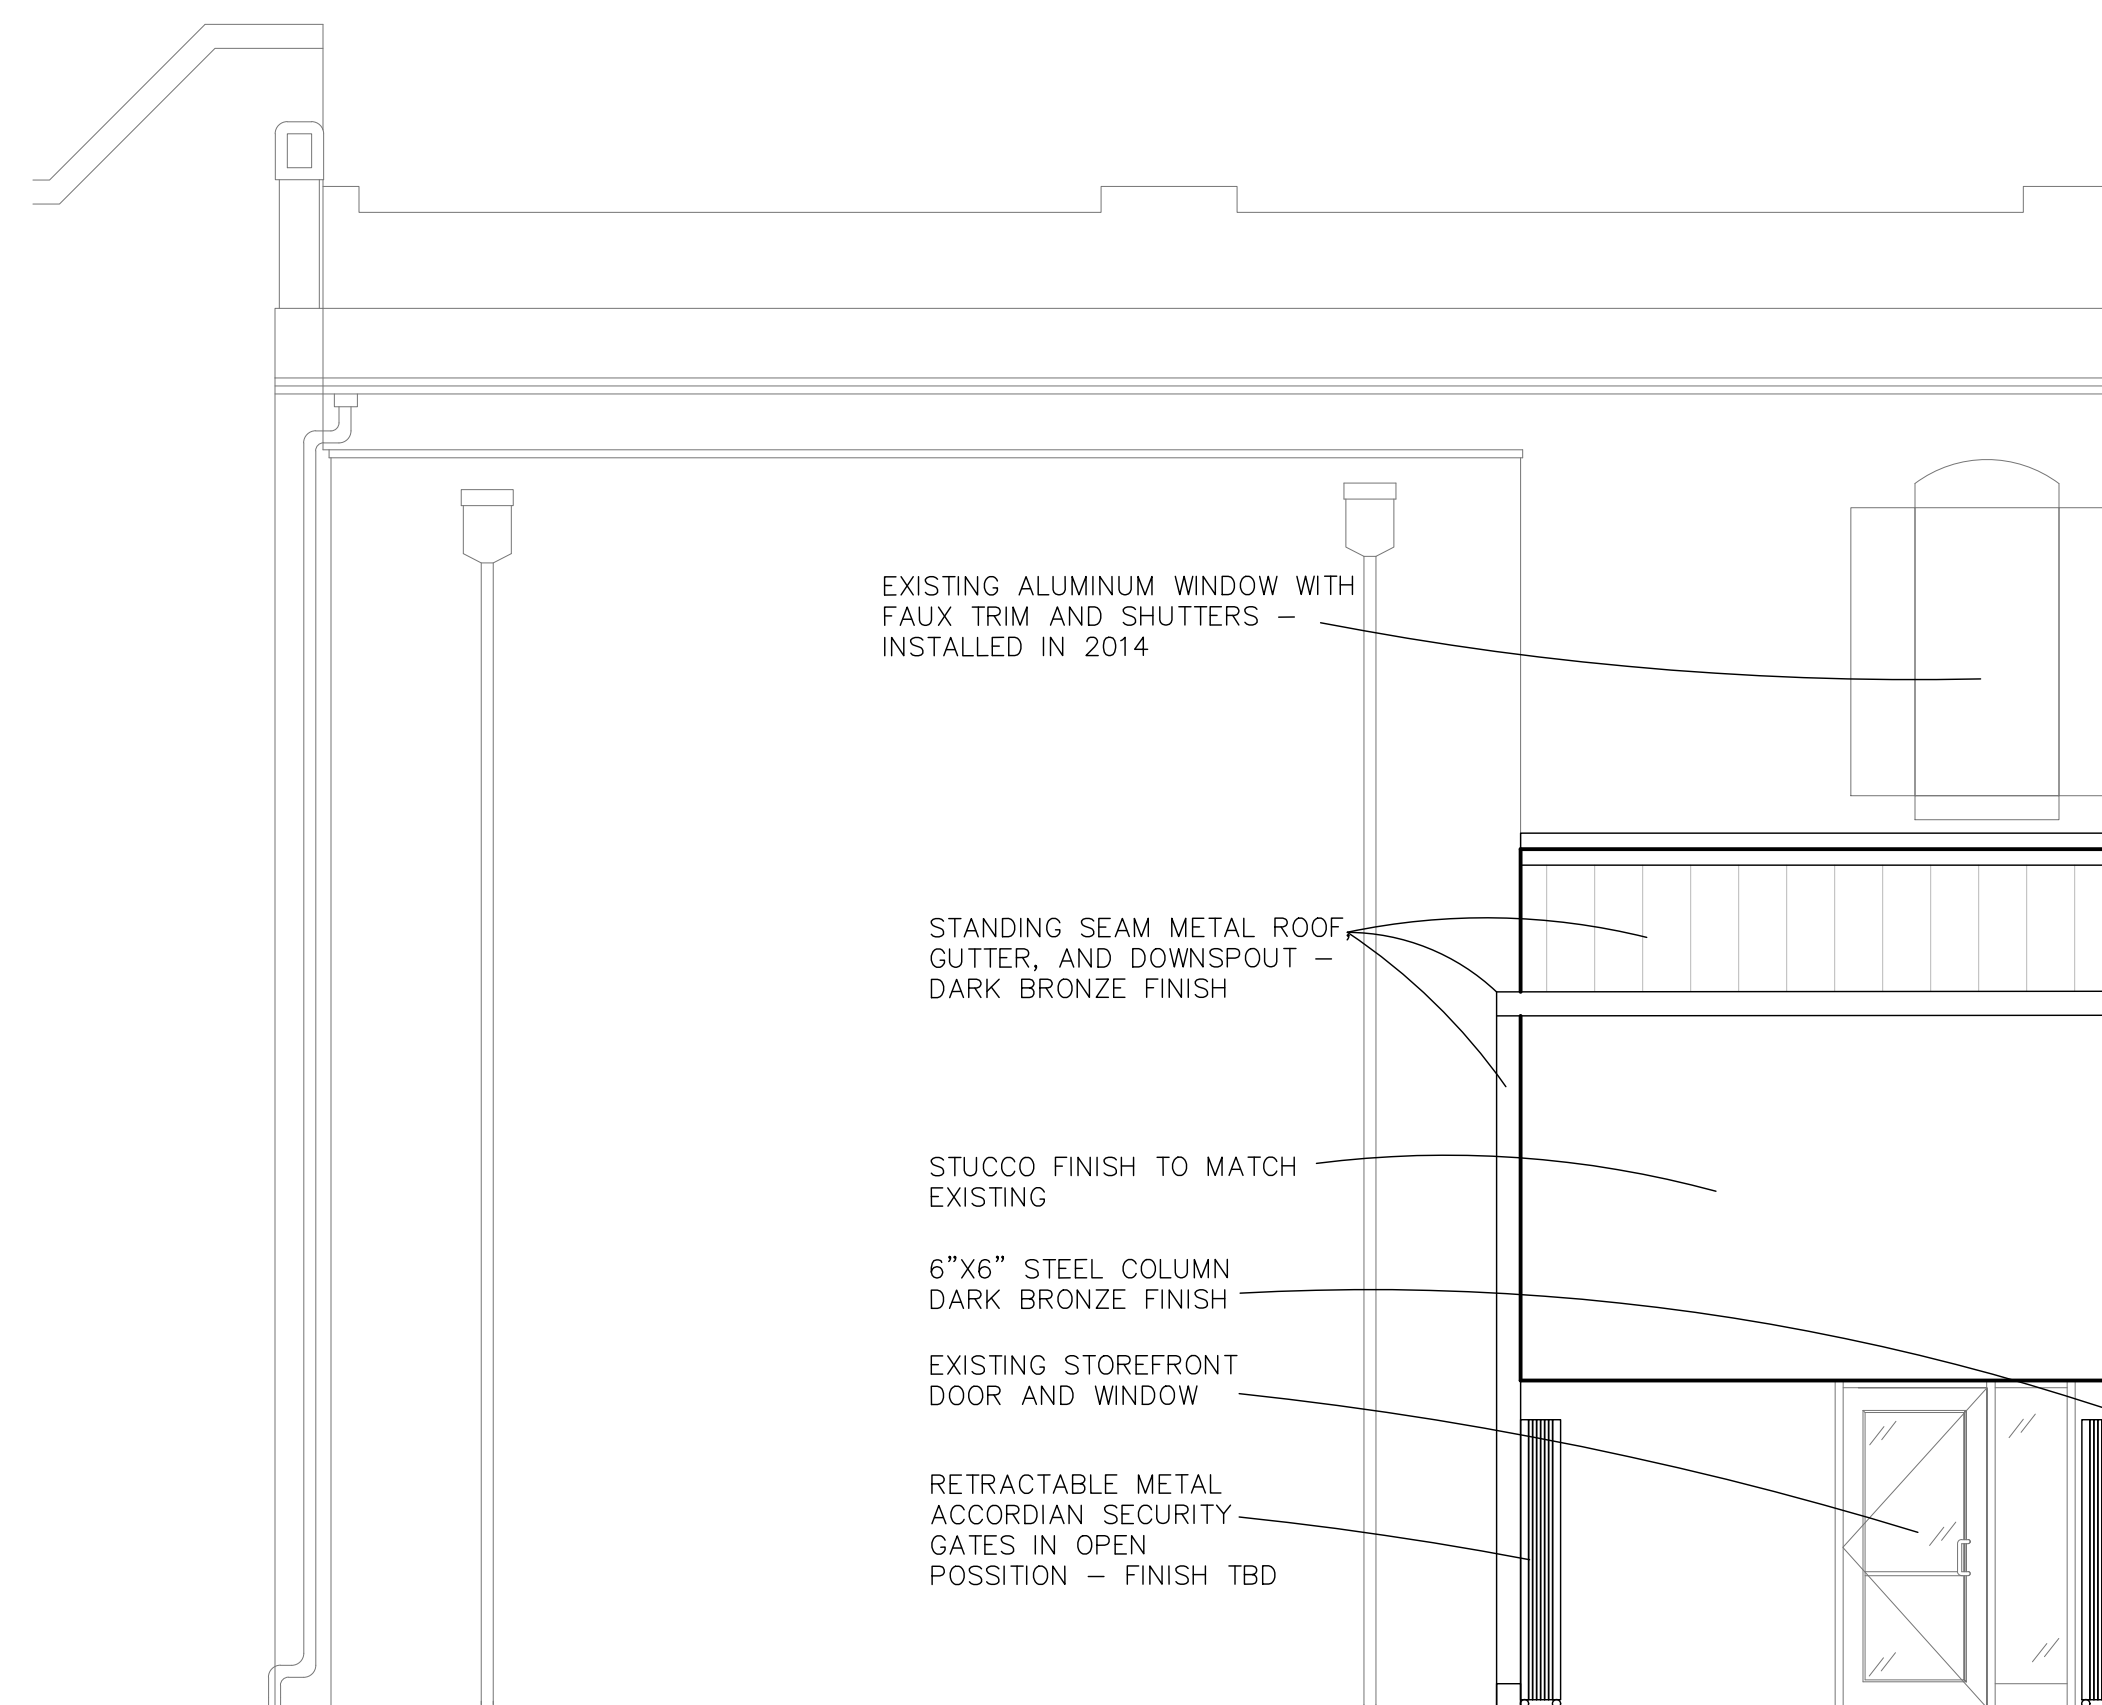 EXISTING ALUMINUM WINDOW WITH
FAUX TRIM AND SHUTTERS –
INSTALLED IN 2014
STANDING SEAM METAL ROOF,
GUTTER, AND DOWNSPOUT –
DARK BRONZE FINISH
STUCCO FINISH TO MATCH
EXISTING
6"X6" STEEL COLUMN
DARK BRONZE FINISH
EXISTING STOREFRONT
DOOR AND WINDOW
RETRACTABLE METAL
ACCORDIAN SECURITY
GATES IN OPEN
POSSITION – FINISH TBD